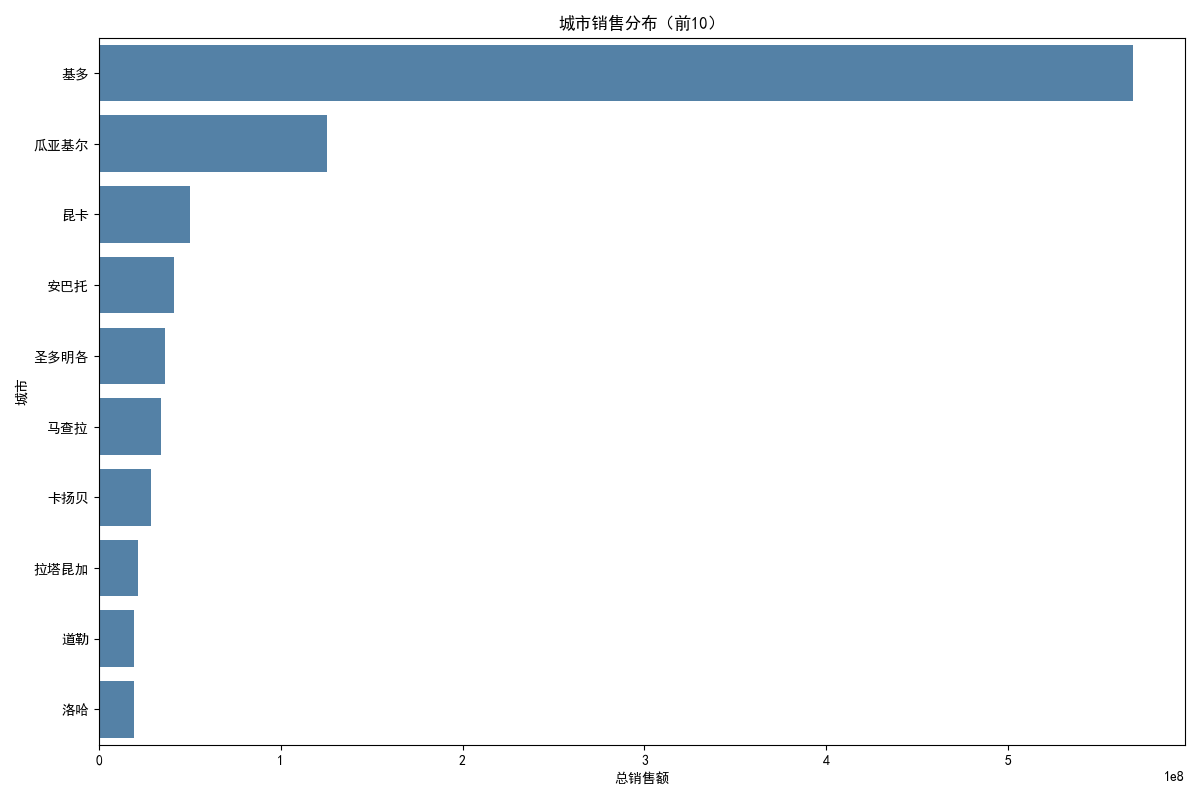 城市销售分布（前10）
城市
基多
瓜亚基尔
昆卡
安巴托
圣多明各
马查拉
卡扬贝
拉塔昆加
道勒
洛哈
0 1 2 3 4 5
1e8
总销售额